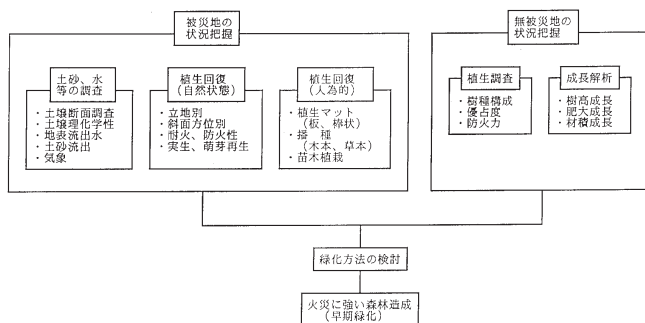 被災地の
状況把握
土砂、水
等の調査
・土壌断面調査
・土壌理化学性
・地表流出水
・土砂流出
・気象
植生回復
(自然状態)
・立地別
・斜面方位別
・耐火、防火性
・実生、萌芽再生
植生回復
(人為的)
・植生マット
(板、棒状)
・播 種
(木本、草本)
・苗木植栽
無被災地の
状況把握
植生調査
・樹種構成
・優占度
・防火力
成長解析
・樹高成長
・肥大成長
・材積成長
緑化方法の検討
火災に強い森林造成
(早期緑化)